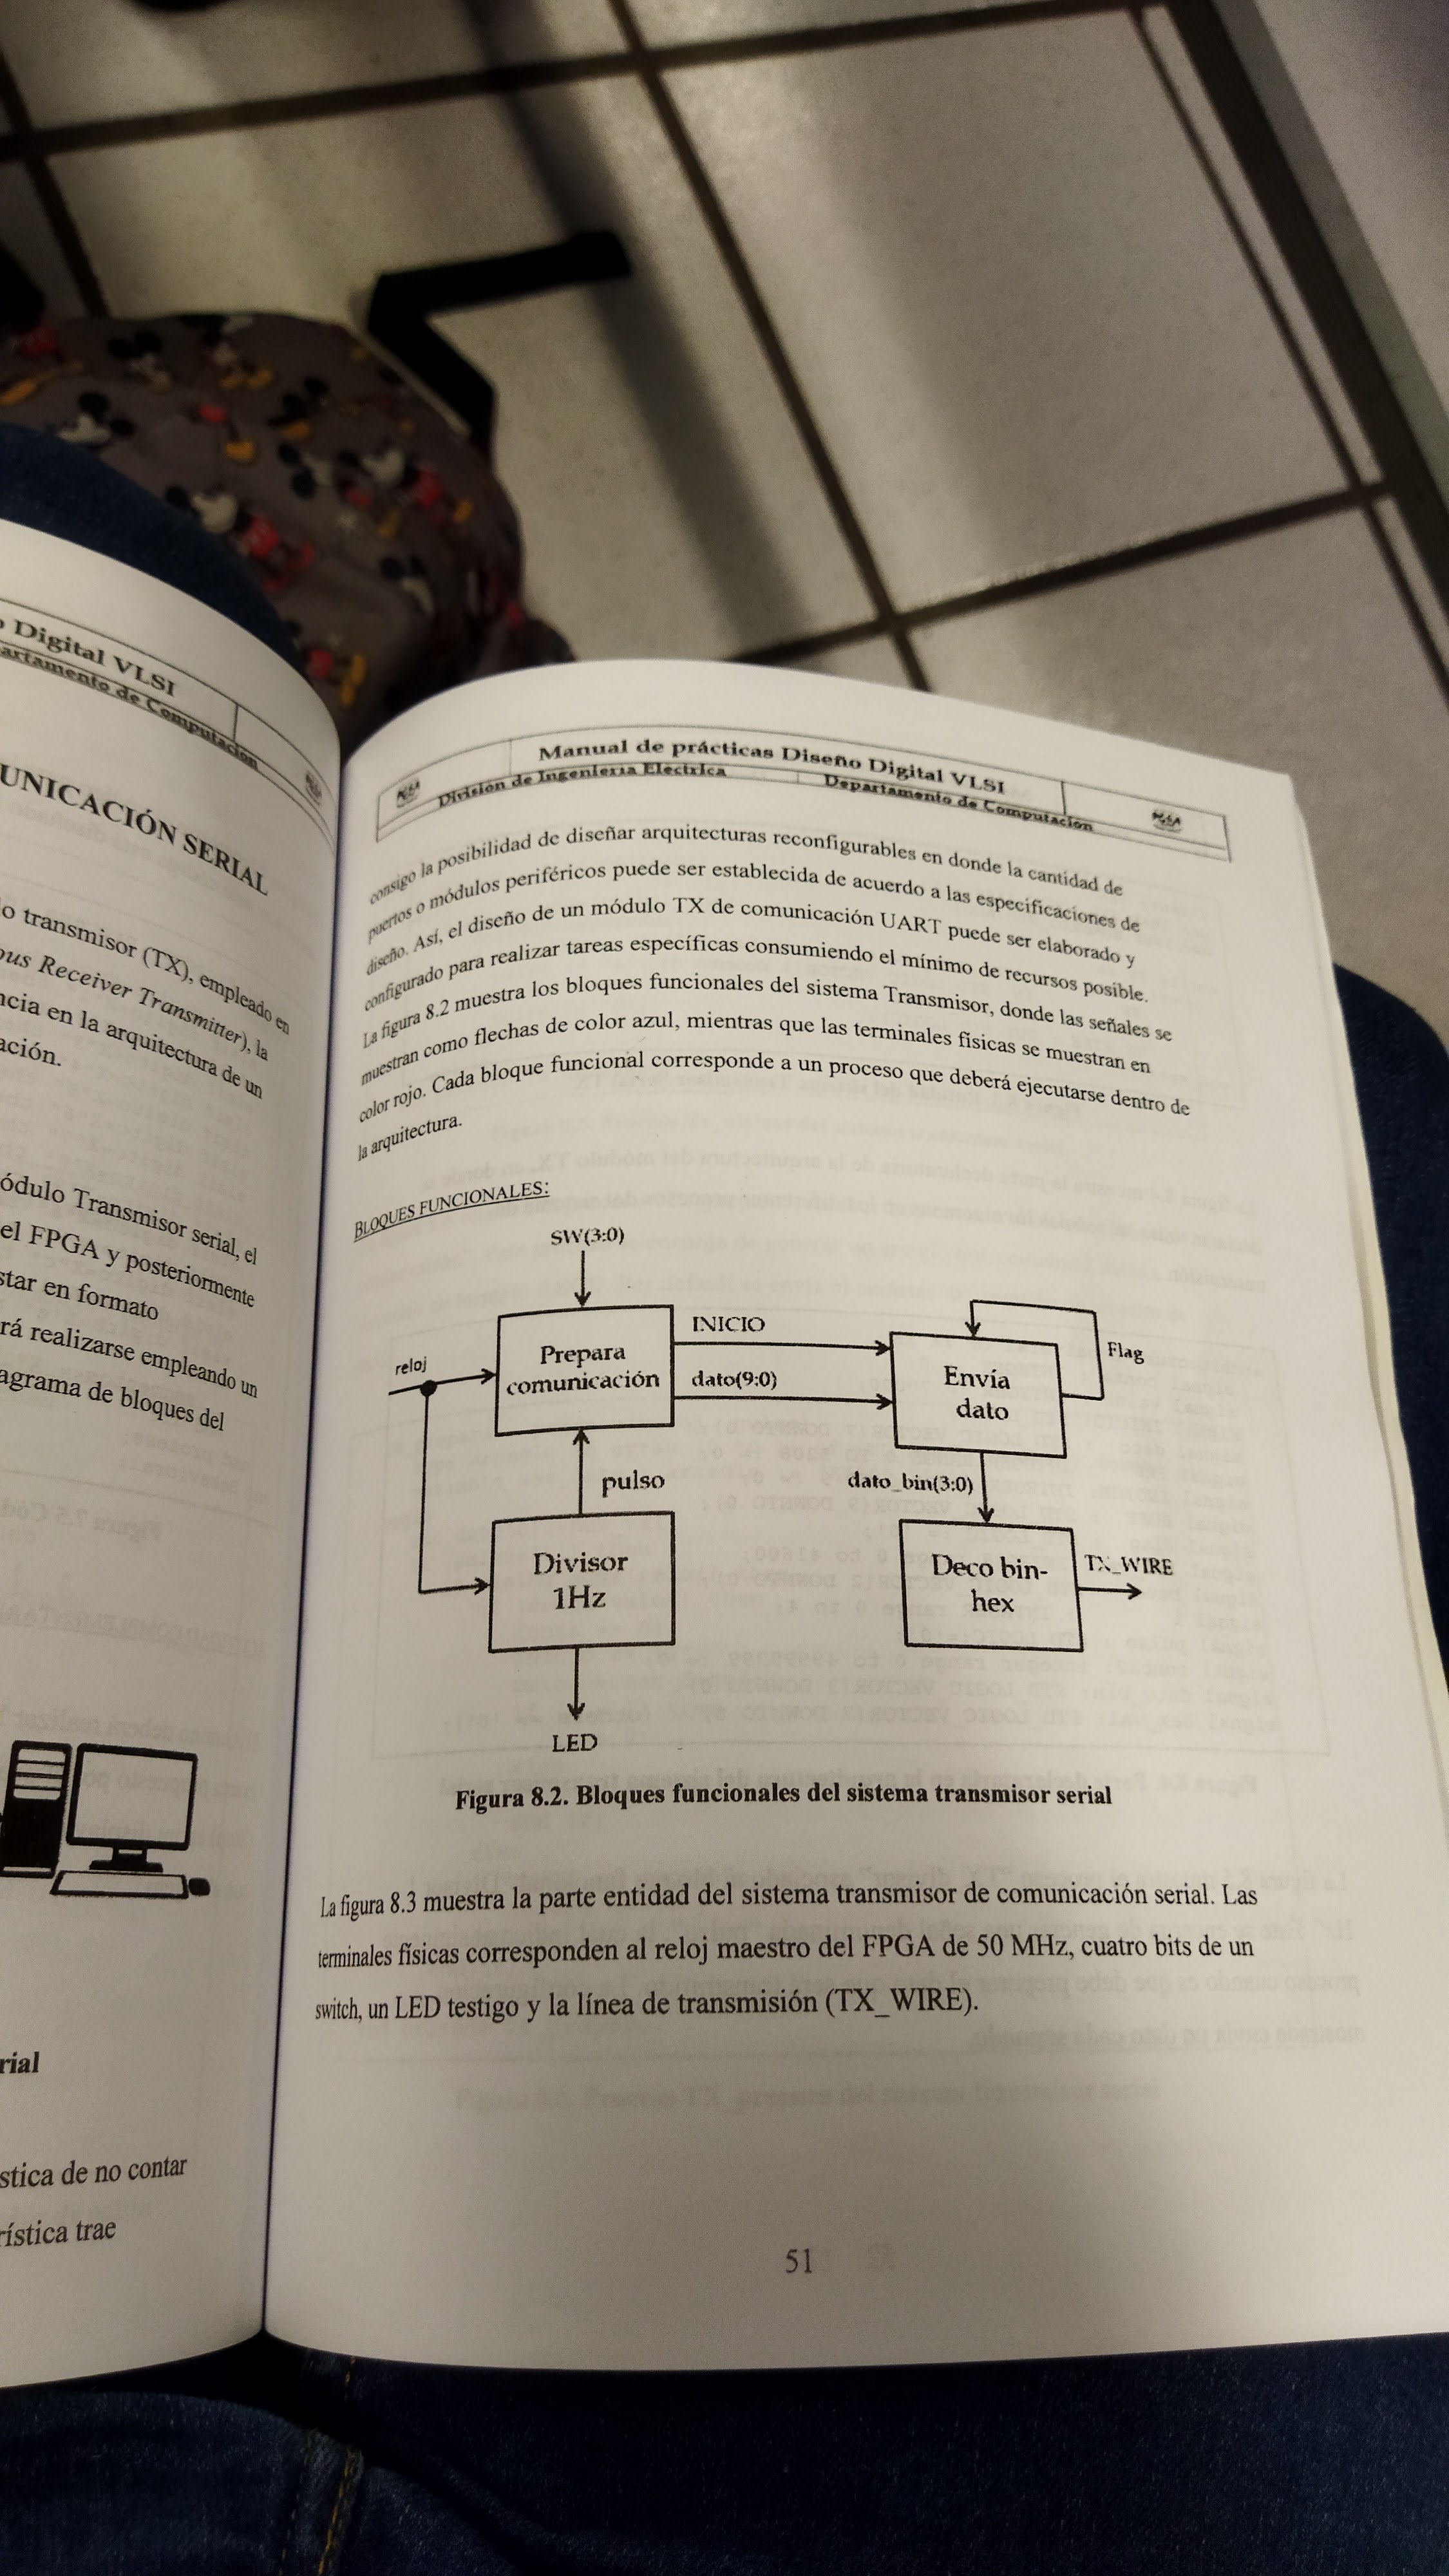 Digital VLSI
artamento de Computación
UNICACIÓN SERIAL
o transmisor (TX), empleado en
ous Receiver Transmitter), la
ncia en la arquitectura de un
ación.
ódulo Transmisor serial, el
el FPGA y posteriormente
star en formato
rá realizarse empleando un
agrama de bloques del
rial
stica de no contar
rística trae
Manual de prácticas Diseño Digital VLSI
División de Ingeniería Eléctrica
Departamento de Computación
consigo la posibilidad de diseñar arquitecturas reconfigurables en donde la cantidad de
puertos o módulos periféricos puede ser establecida de acuerdo a las especificaciones de
diseño. Así, el diseño de un módulo TX de comunicación UART puede ser elaborado y
configurado para realizar tareas específicas consumiendo el mínimo de recursos posible.
La figura 8.2 muestra los bloques funcionales del sistema Transmisor, donde las señales se
muestran como flechas de color azul, mientras que las terminales físicas se muestran en
color rojo. Cada bloque funcional corresponde a un proceso que deberá ejecutarse dentro de
la arquitectura.
BLOQUES FUNCIONALES:
SW(3:0)
reloj
Prepara
comunicación
INICIO
dato(9:0)
Envía
dato
Flag
pulso
dato_bin(3:0)
Divisor
1Hz
Deco bin-
hex
TX_WIRE
LED
Figura 8.2. Bloques funcionales del sistema transmisor serial
La figura 8.3 muestra la parte entidad del sistema transmisor de comunicación serial. Las
terminales físicas corresponden al reloj maestro del FPGA de 50 MHz, cuatro bits de un
switch, un LED testigo y la línea de transmisión (TX_WIRE).
51